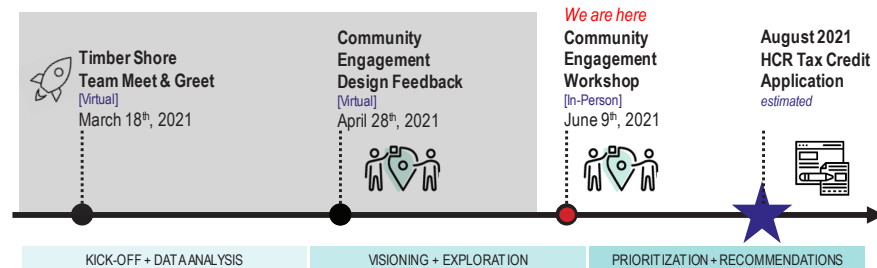 Timber Shore
Team Meet & Greet
[Virtual]
March 18th, 2021
Community
Engagement
Design Feedback
[Virtual]
April 28th, 2021
We are here
Community
Engagement
Workshop
[In-Person]
June 9th, 2021
August 2021
HCR Tax Credit
Application
estimated
KICK-OFF + DATA ANALYSIS
VISIONING + EXPLORATION
PRIORITIZATION + RECOMMENDATIONS